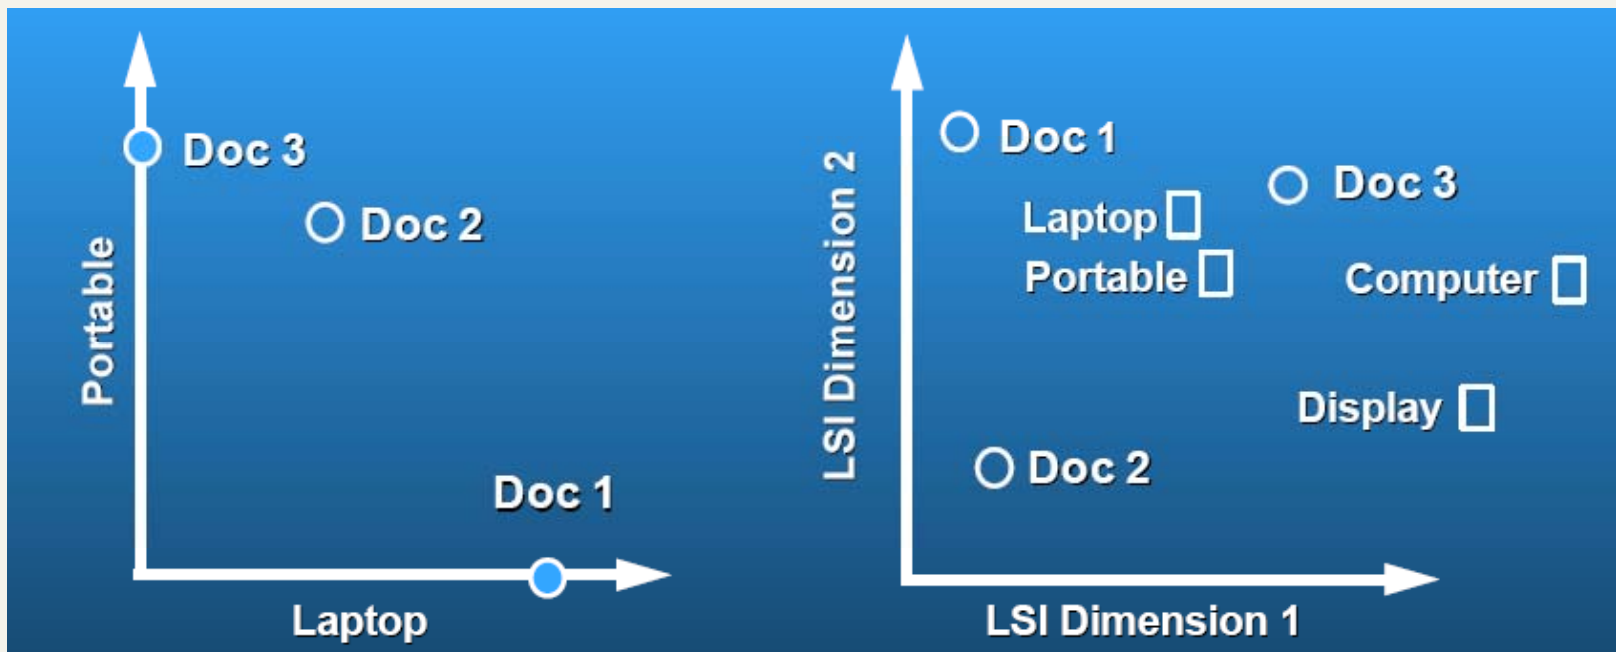 Portable
Doc 3
Doc 2
Doc 1
Laptop
LSI Dimension 2
Doc 1
Doc 3
Laptop
Portable
Computer
Display
Doc 2
LSI Dimension 1